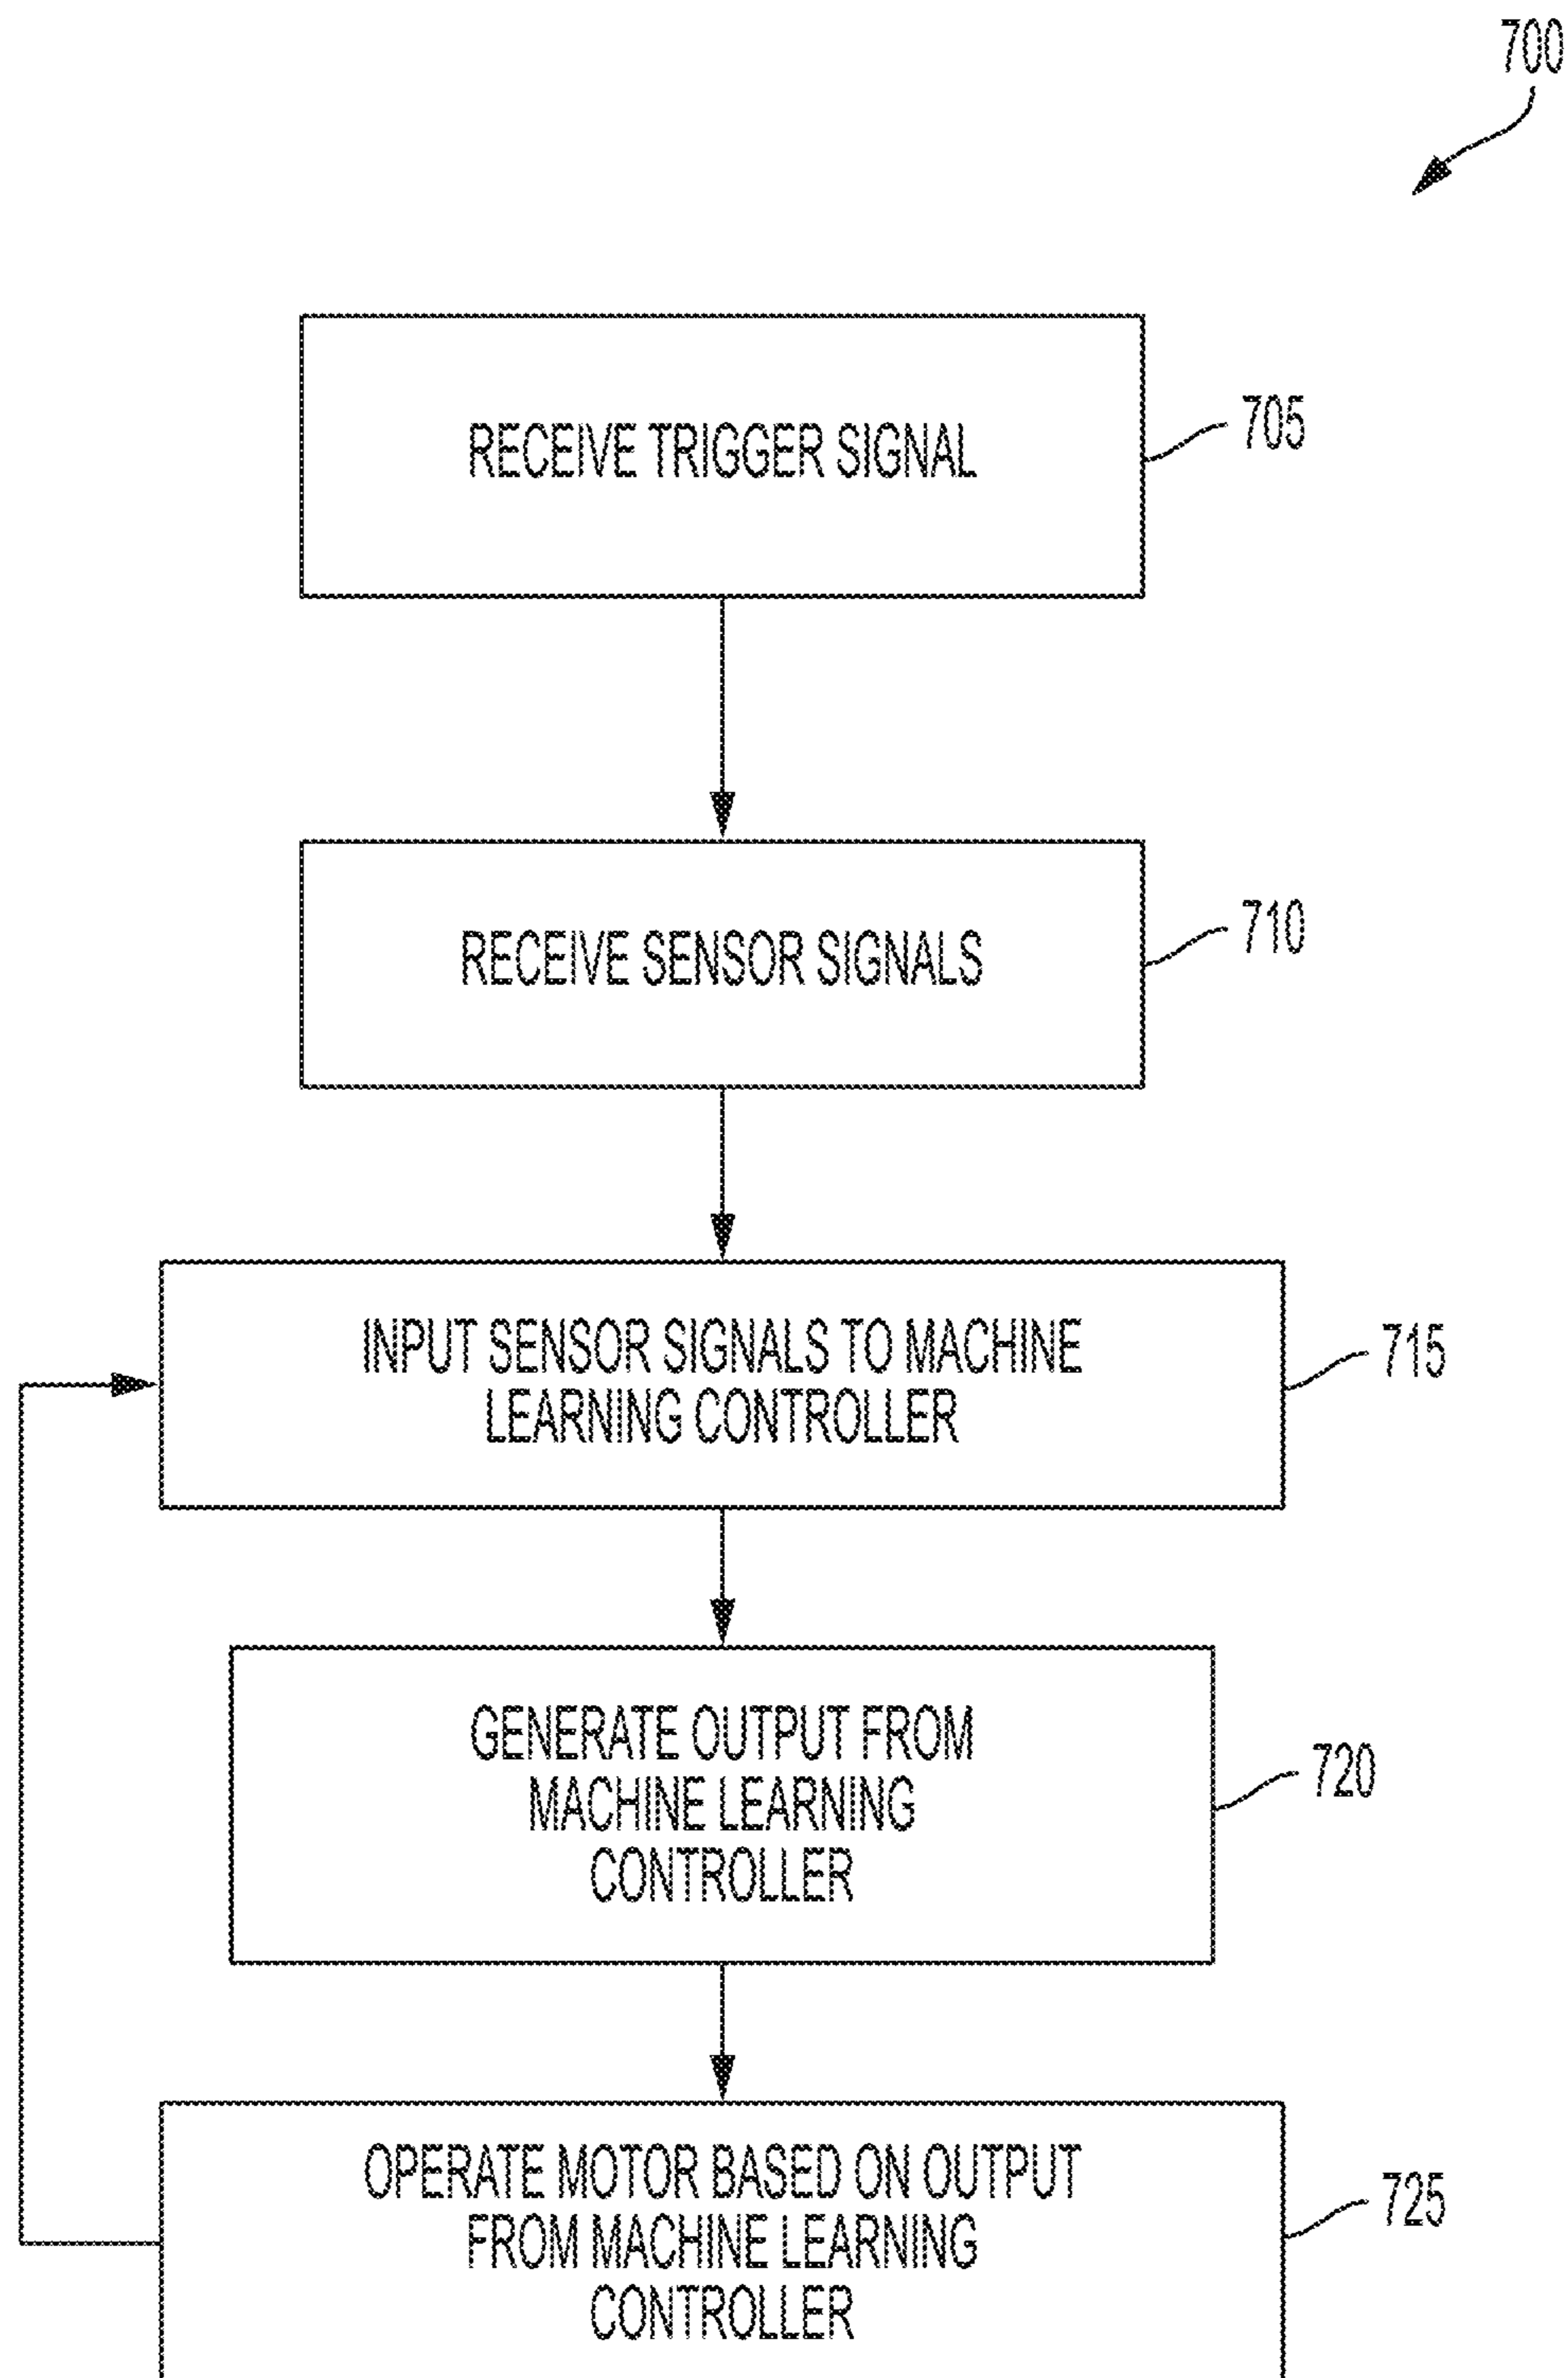 700
RECEIVE TRIGGER SIGNAL
705
RECEIVE SENSOR SIGNALS
710
INPUT SENSOR SIGNALS TO MACHINE
LEARNING CONTROLLER
715
GENERATE OUTPUT FROM
MACHINE LEARNING
CONTROLLER
720
OPERATE MOTOR BASED ON OUTPUT
FROM MACHINE LEARNING
CONTROLLER
725